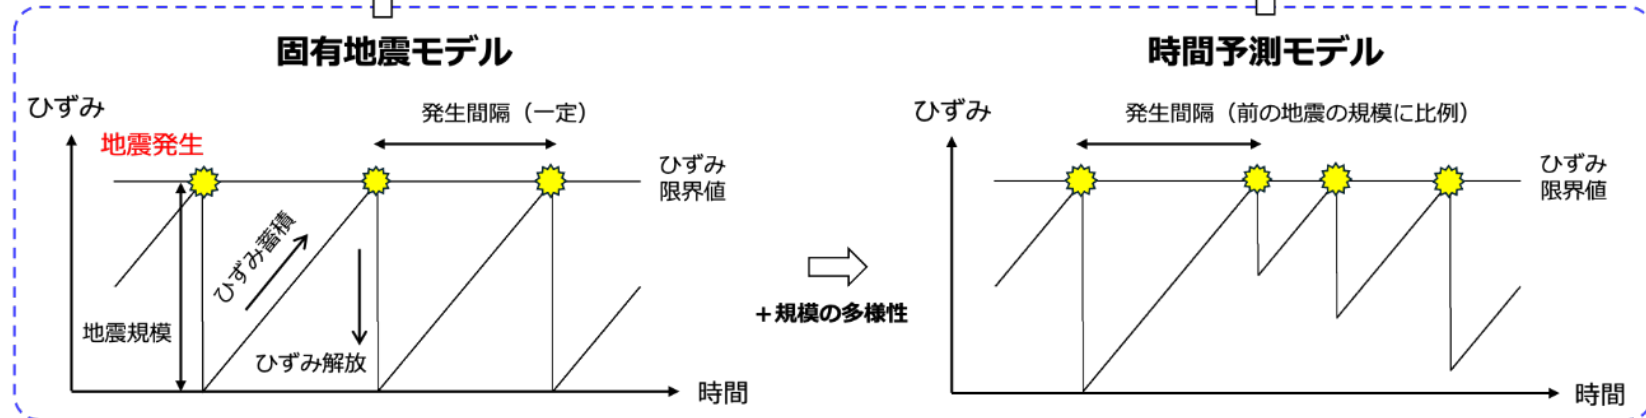 固有地震モデル
ひずみ
地震発生
発生間隔（一定）
ひずみ
限界値
ひずみ蓄積
地震規模
ひずみ解放
時間
＋規模の多様性
時間予測モデル
ひずみ
発生間隔（前の地震の規模に比例）
ひずみ
限界値
時間